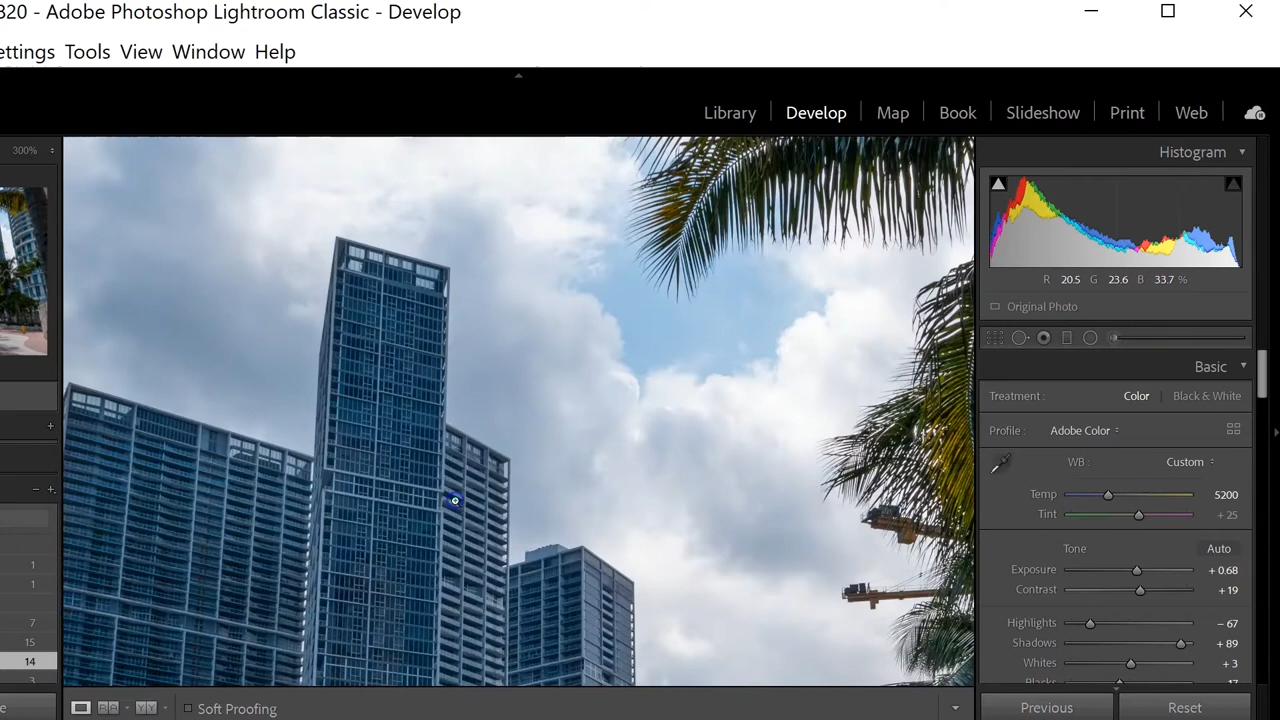 320 - Adobe Photoshop Lightroom Classic - Develop
ettings Tools View Window Help
Library Develop Map Book Slideshow Print Web
300%
Histogram
R 20.5 G 23.6 B 33.7 %
Original Photo
Basic
Treatment : Color Black & White
Profile : Adobe Color
WB : Custom
Temp 5200
Tint + 25
Tone Auto
Exposure + 0.68
Contrast + 19
1
1
Highlights - 67
7
Shadows + 89
15
Whites + 3
14
3
Previous Reset
Soft Proofing